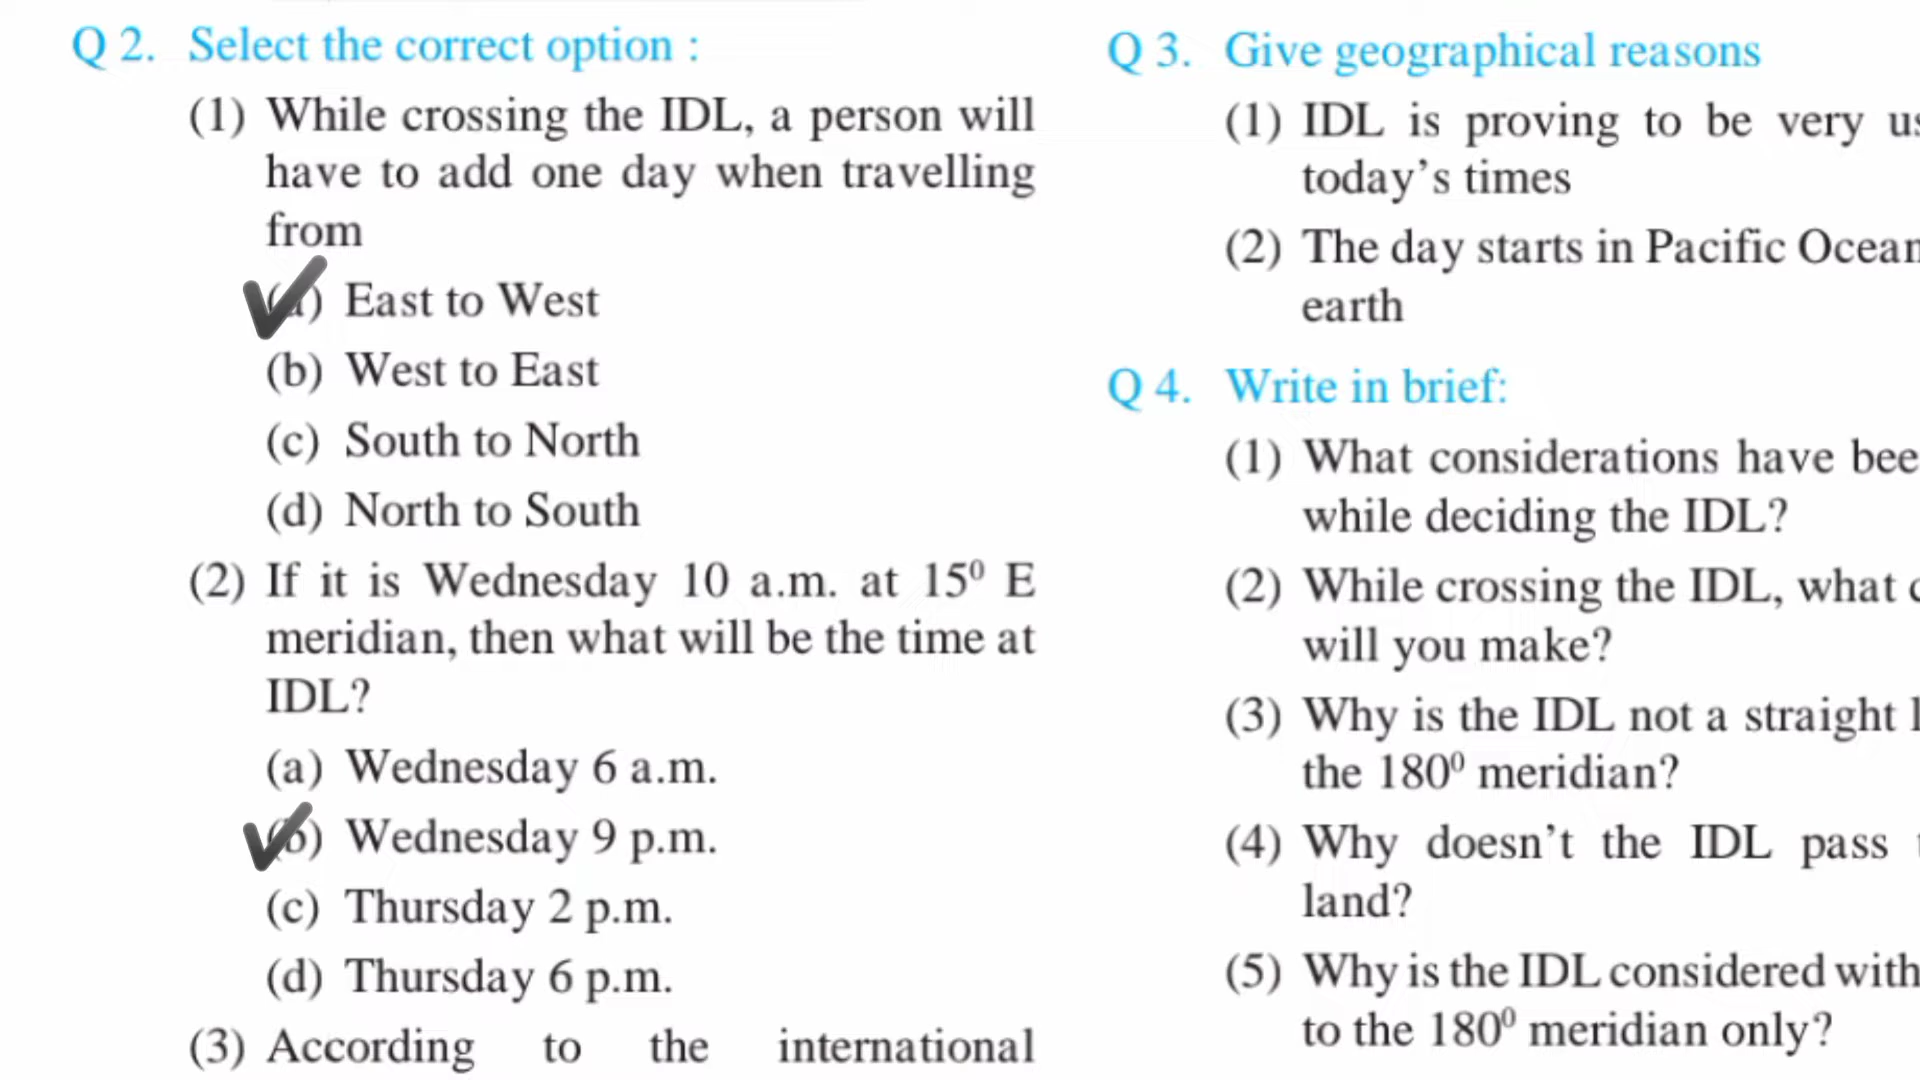 Q 2. Select the correct option :
(1) While crossing the IDL, a person will
have to add one day when travelling
from
East to West
(b) West to East
(c) South to North
(d) North to South
(2) If it is Wednesday 10 a.m. at 15⁰ E
meridian, then what will be the time at
IDL?
(a) Wednesday 6 a.m.
Wednesday 9 p.m.
(c) Thursday 2 p.m.
(d) Thursday 6 p.m.
(3) According to the international
Q 3. Give geographical reasons
(1) IDL is proving to be very
today’s times
(2) The day starts in Pacific Ocean
earth
Q 4. Write in brief:
(1) What considerations have
while deciding the IDL?
(2) While crossing the IDL, what
will you make?
(3) Why is the IDL not a straight
the 180⁰ meridian?
(4) Why doesn’t the IDL pass
land?
(5) Why is the IDL considered with
to the 180⁰ meridian only?